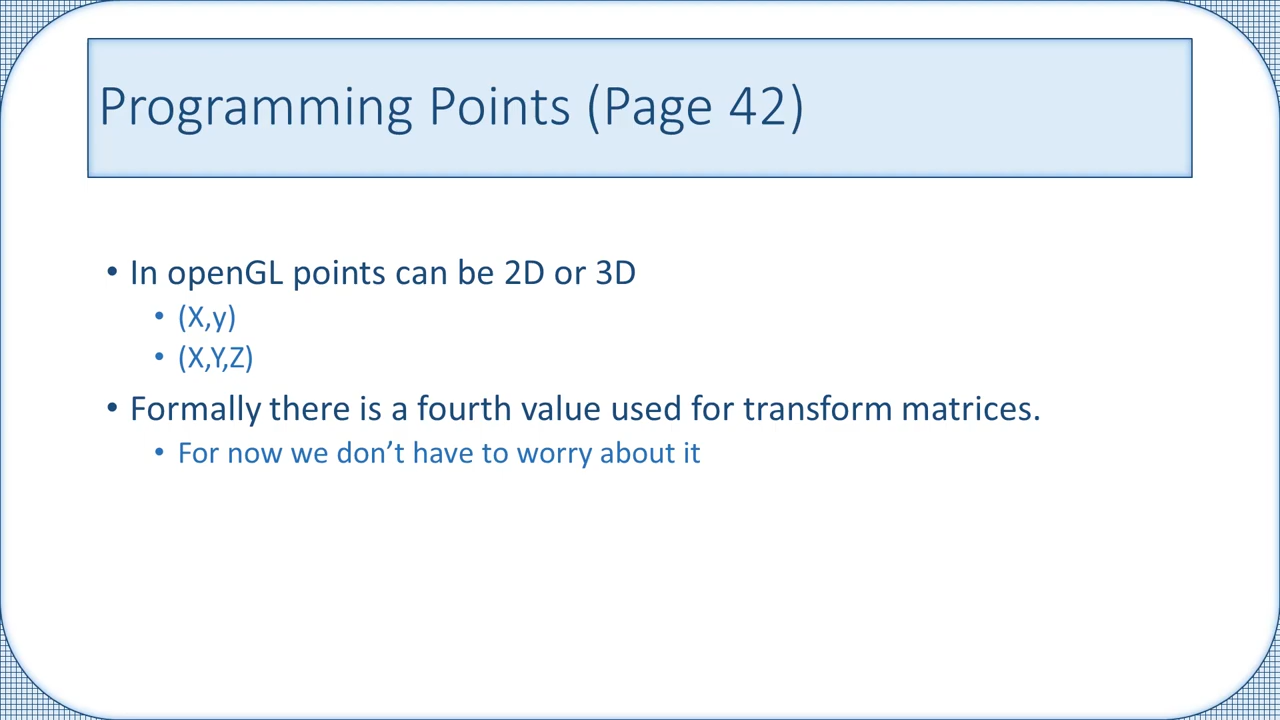 Programming Points (Page 42)
• In openGL points can be 2D or 3D
• (X,y)
• (X,Y,Z)
• Formally there is a fourth value used for transform matrices.
• For now we don’t have to worry about it